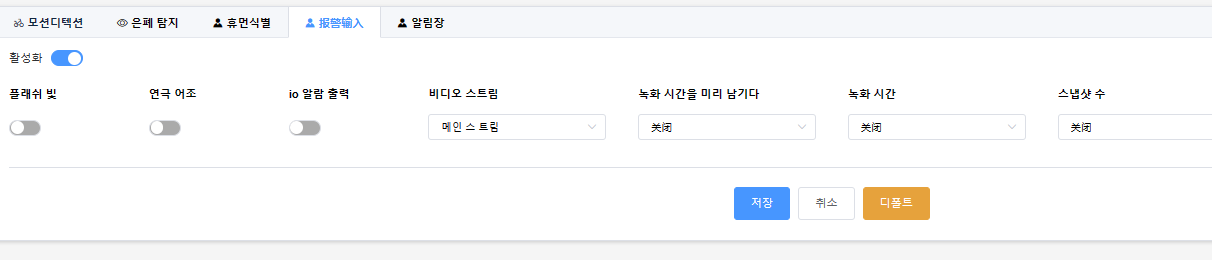 모션디텍션 은폐 탐지 휴먼식별 报警输入 알림장
활성화
플래쉬 빛 연극 어조 io 알람 출력 비디오 스트림 녹화 시간을 미리 남기다 녹화 시간 스냅샷 수
메인 스 트림 关闭 关闭 关闭
저장 취소 디폴트